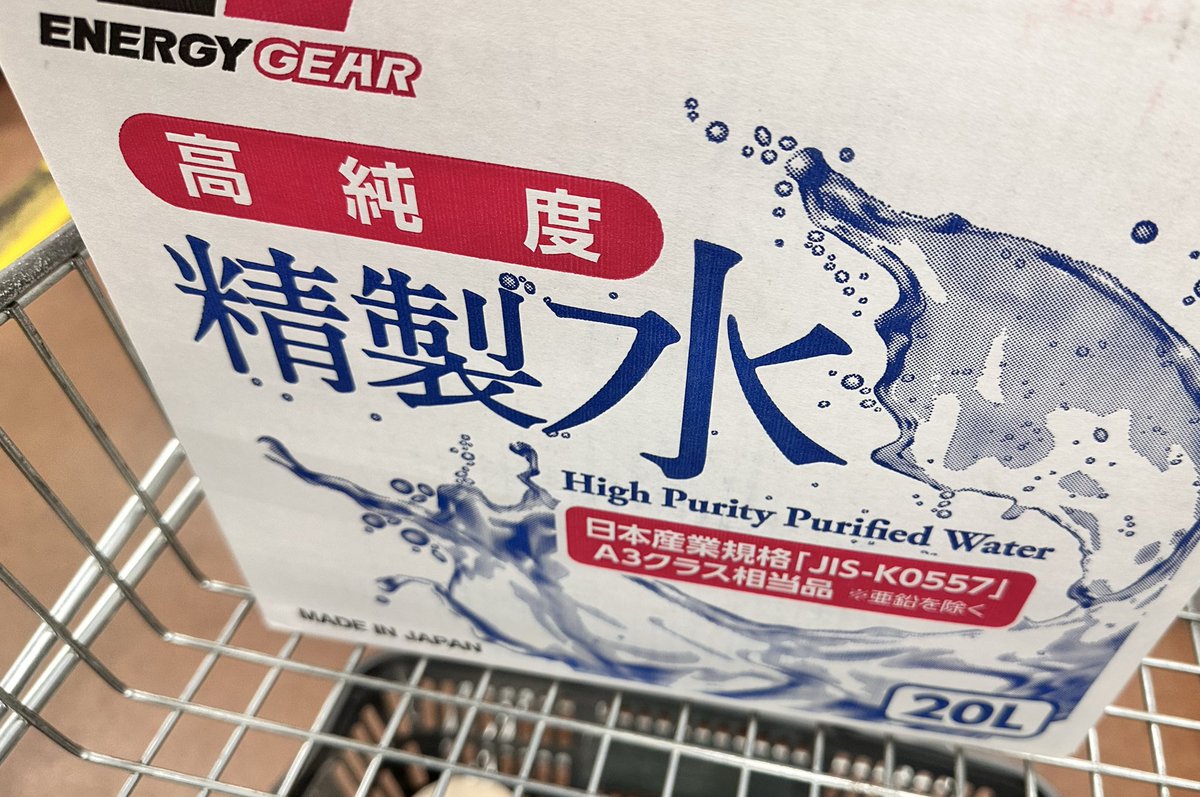 ENERGY GEAR
高純度
精製水
High Purity Purified Water
日本産業規格「JIS-K0557」
A3クラス相当品 ※亜鉛を除く
MADE IN JAPAN
20L